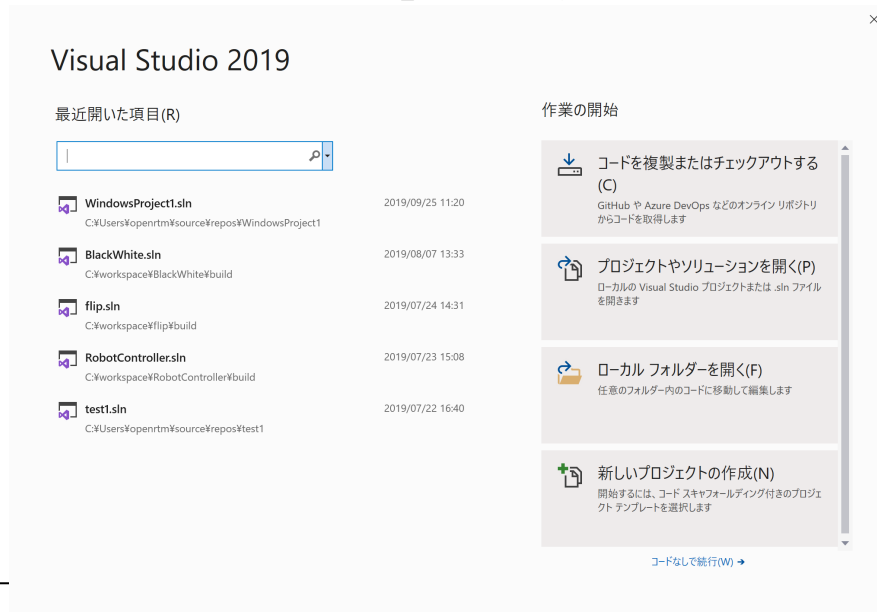 Visual Studio 2019
最近開いた項目(R)
WindowsProject1.sln 2019/09/25 11:20
C:¥Users¥openrtm¥source¥repos¥WindowsProject1
BlackWhite.sln 2019/08/07 13:33
C:¥workspace¥BlackWhite¥build
flip.sln 2019/07/24 14:31
C:¥workspace¥flip¥build
RobotController.sln 2019/07/23 15:08
C:¥workspace¥RobotController¥build
test1.sln 2019/07/22 16:40
C:¥Users¥openrtm¥source¥repos¥test1
作業の開始
コードを複製またはチェックアウトする
(C)
GitHub や Azure DevOps などのオンライン リポジトリ
からコードを取得します
プロジェクトやソリューションを開く(P)
ローカルの Visual Studio プロジェクトまたは .sln ファイル
を開きます
ローカル フォルダーを開く(F)
任意のフォルダー内のコードに移動して編集します
新しいプロジェクトの作成(N)
開始するには、コード スキャフォールディング付きのプロジェ
クト テンプレートを選択します
コードなしで続行(W) →